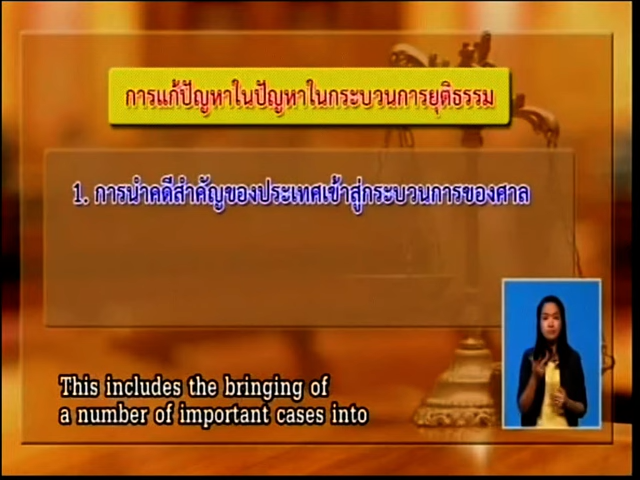 การแก้ปัญหาในปัญหาในกระบวนการยุติธรรม
1. การนำคดีสำคัญของประเทศเข้าสู่กระบวนการของศาล
This includes the bringing of
a number of important cases into